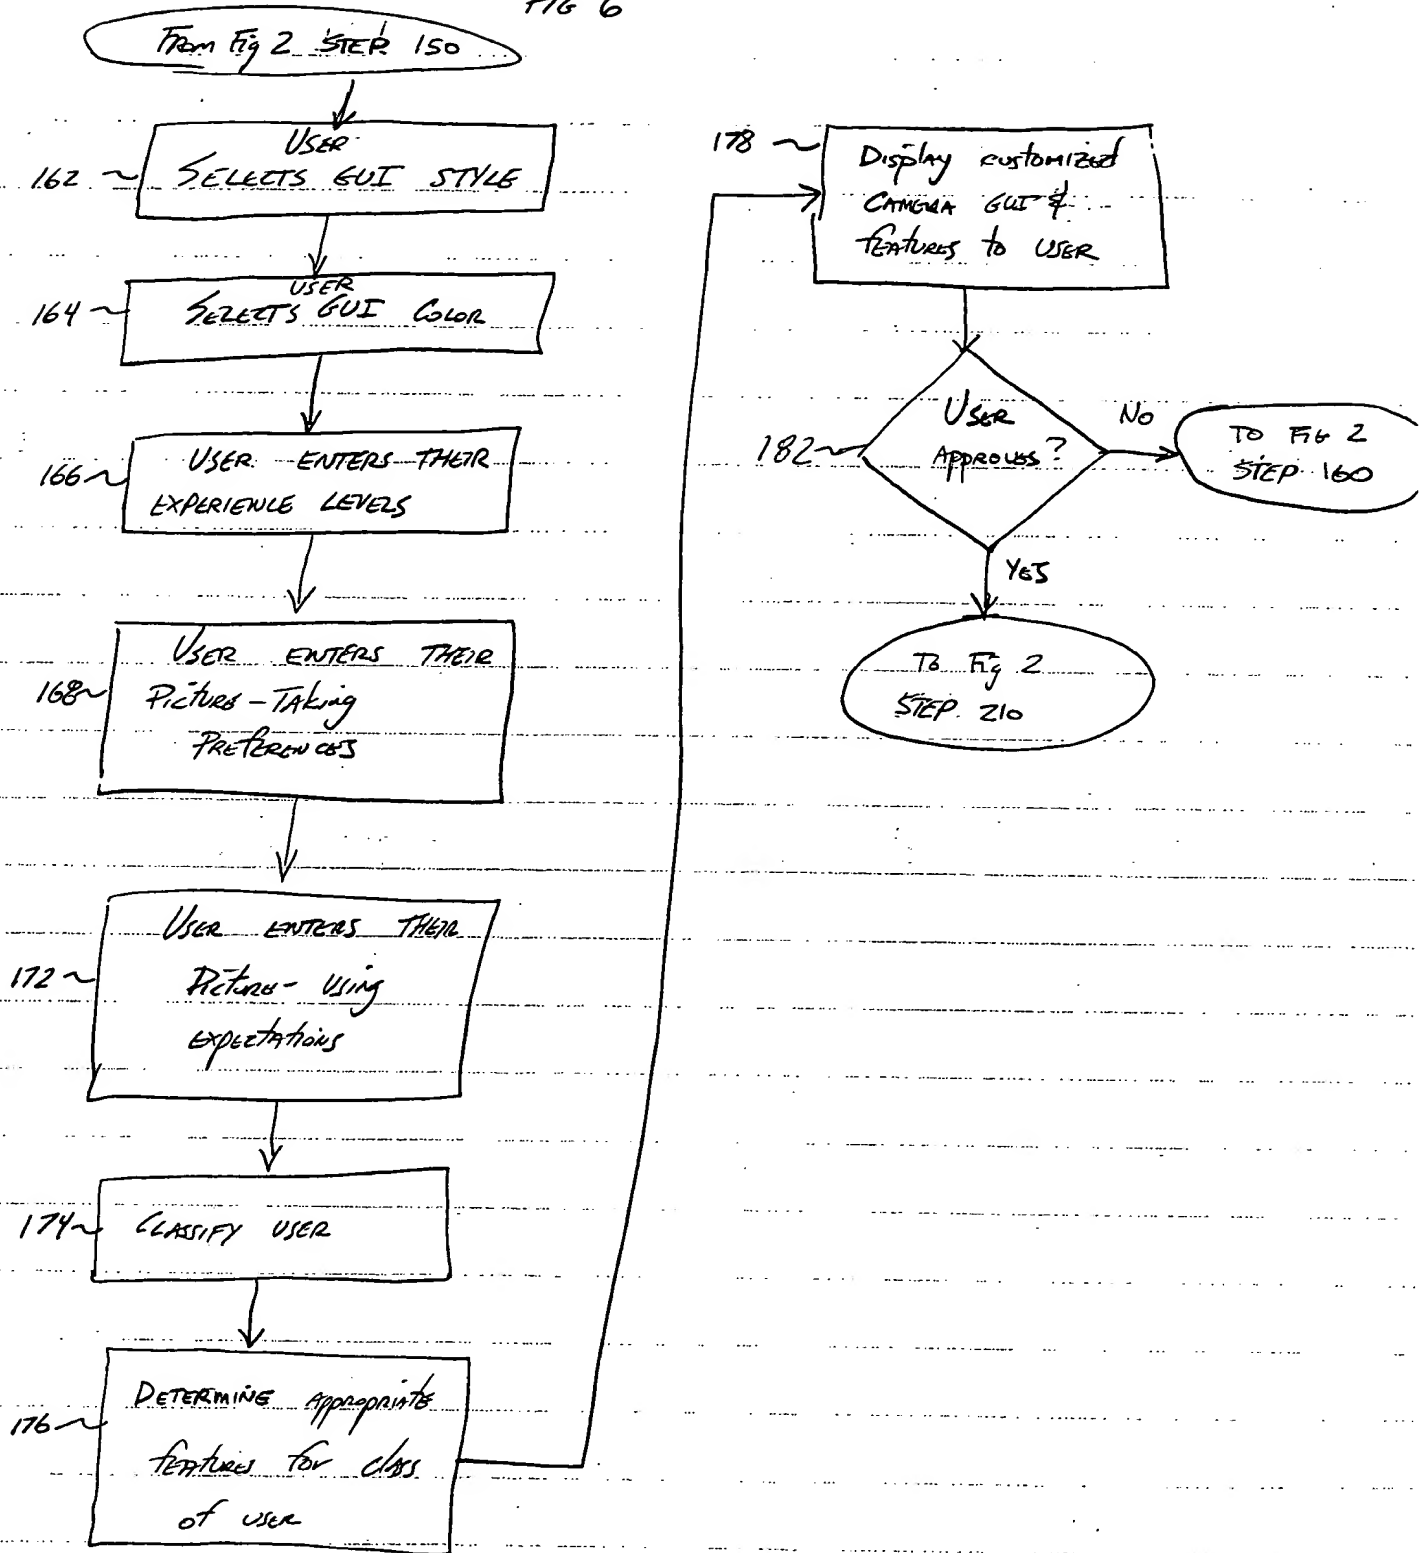 FIG 6
From Fig 2 STEP 150
USER
162 ~ SELECTS GUI STYLE
USER
164 ~ SELECTS GUI COLOR
USER ENTERS THEIR
166 ~ EXPERIENCE LEVELS
USER ENTERS THEIR
168 ~ Picture-Taking
PREFERENCES
USER ENTERS THEIR
172 ~ Picture-Using
expectations
174 ~ CLASSIFY USER
DETERMINE Appropriate
176 ~ features for class
of user
178 ~ Display customized
CAMERA GUI &
features to USER
USER
182 ~ APPROVES?
NO
TO FIG 2
STEP 160
YES
To Fig 2
STEP 210